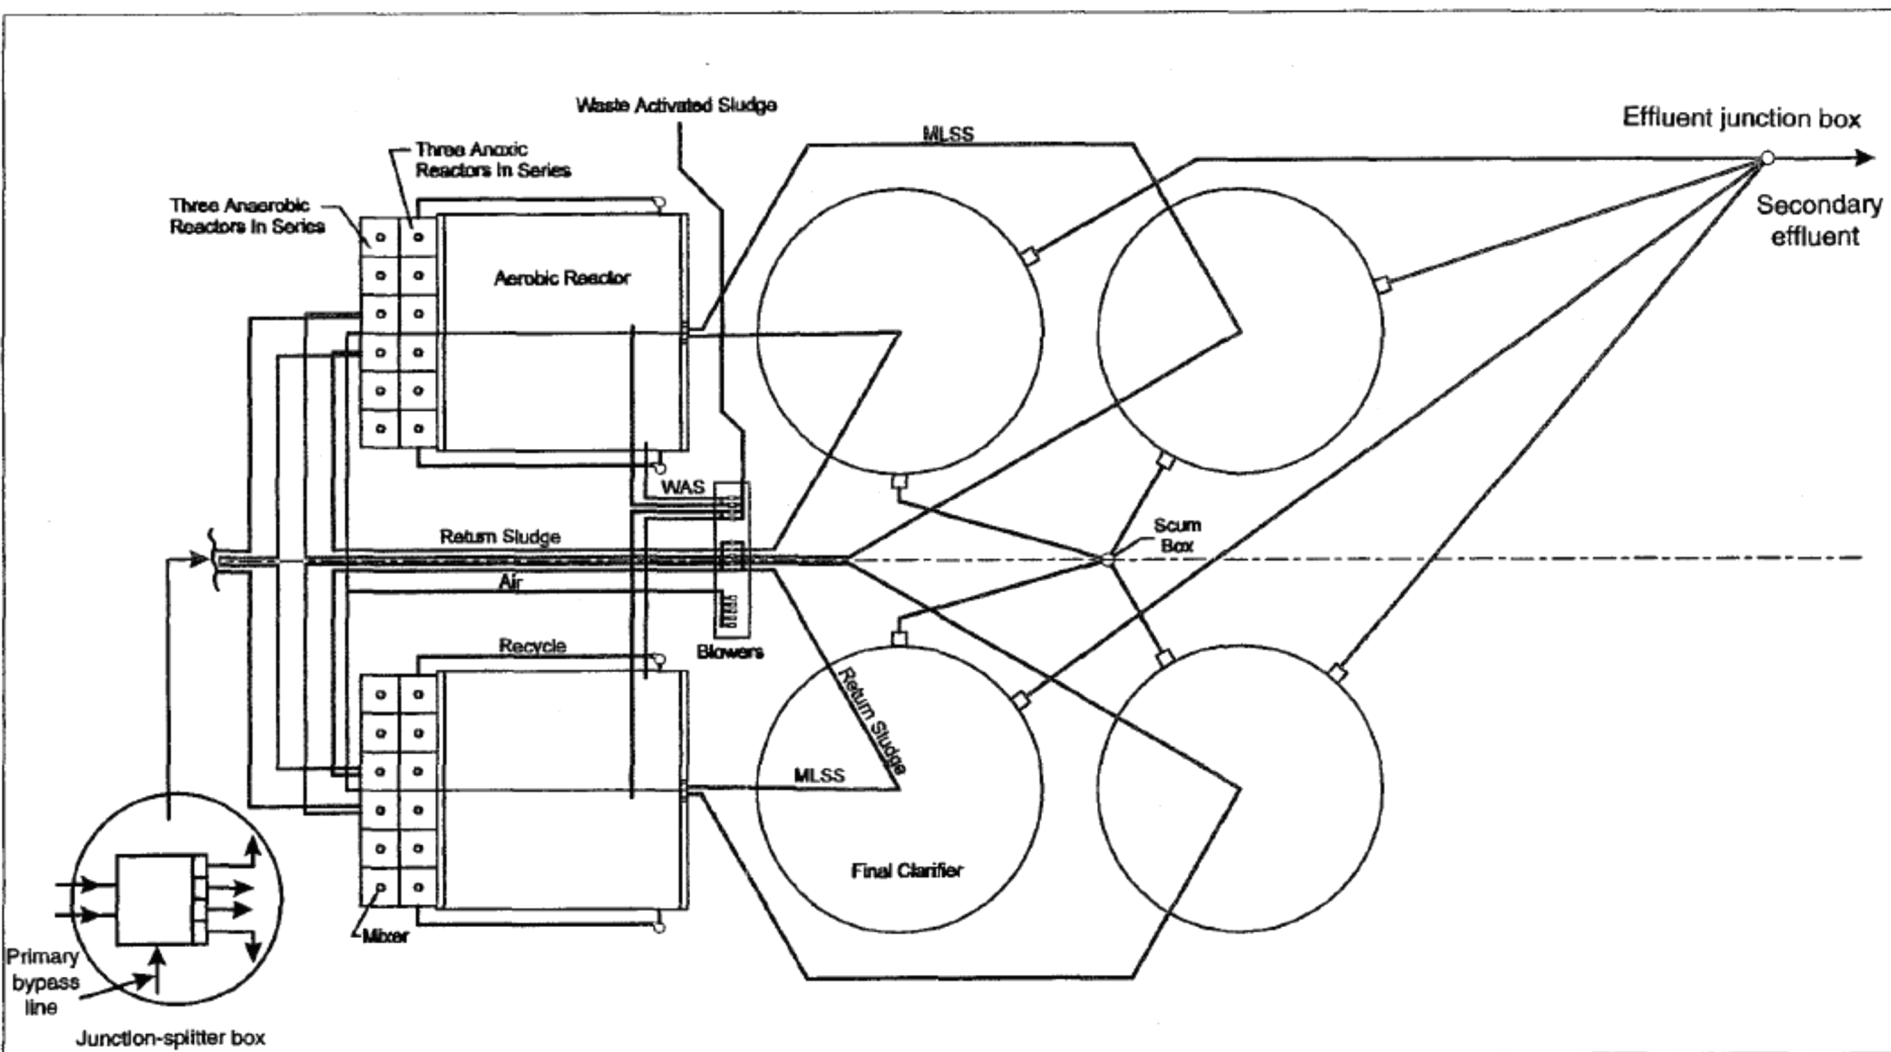 Waste Activated Sludge
MLSS
Effluent junction box
Three Anoxic
Reactors In Series
Three Anaerobic
Reactors In Series
Secondary
effluent
Aerobic Reactor
WAS
Return Sludge
Scum
Box
Air
Recycle
Blowers
Return Sludge
MLSS
Final Clarifier
Mixer
Primary
bypass
line
Junction-splitter box